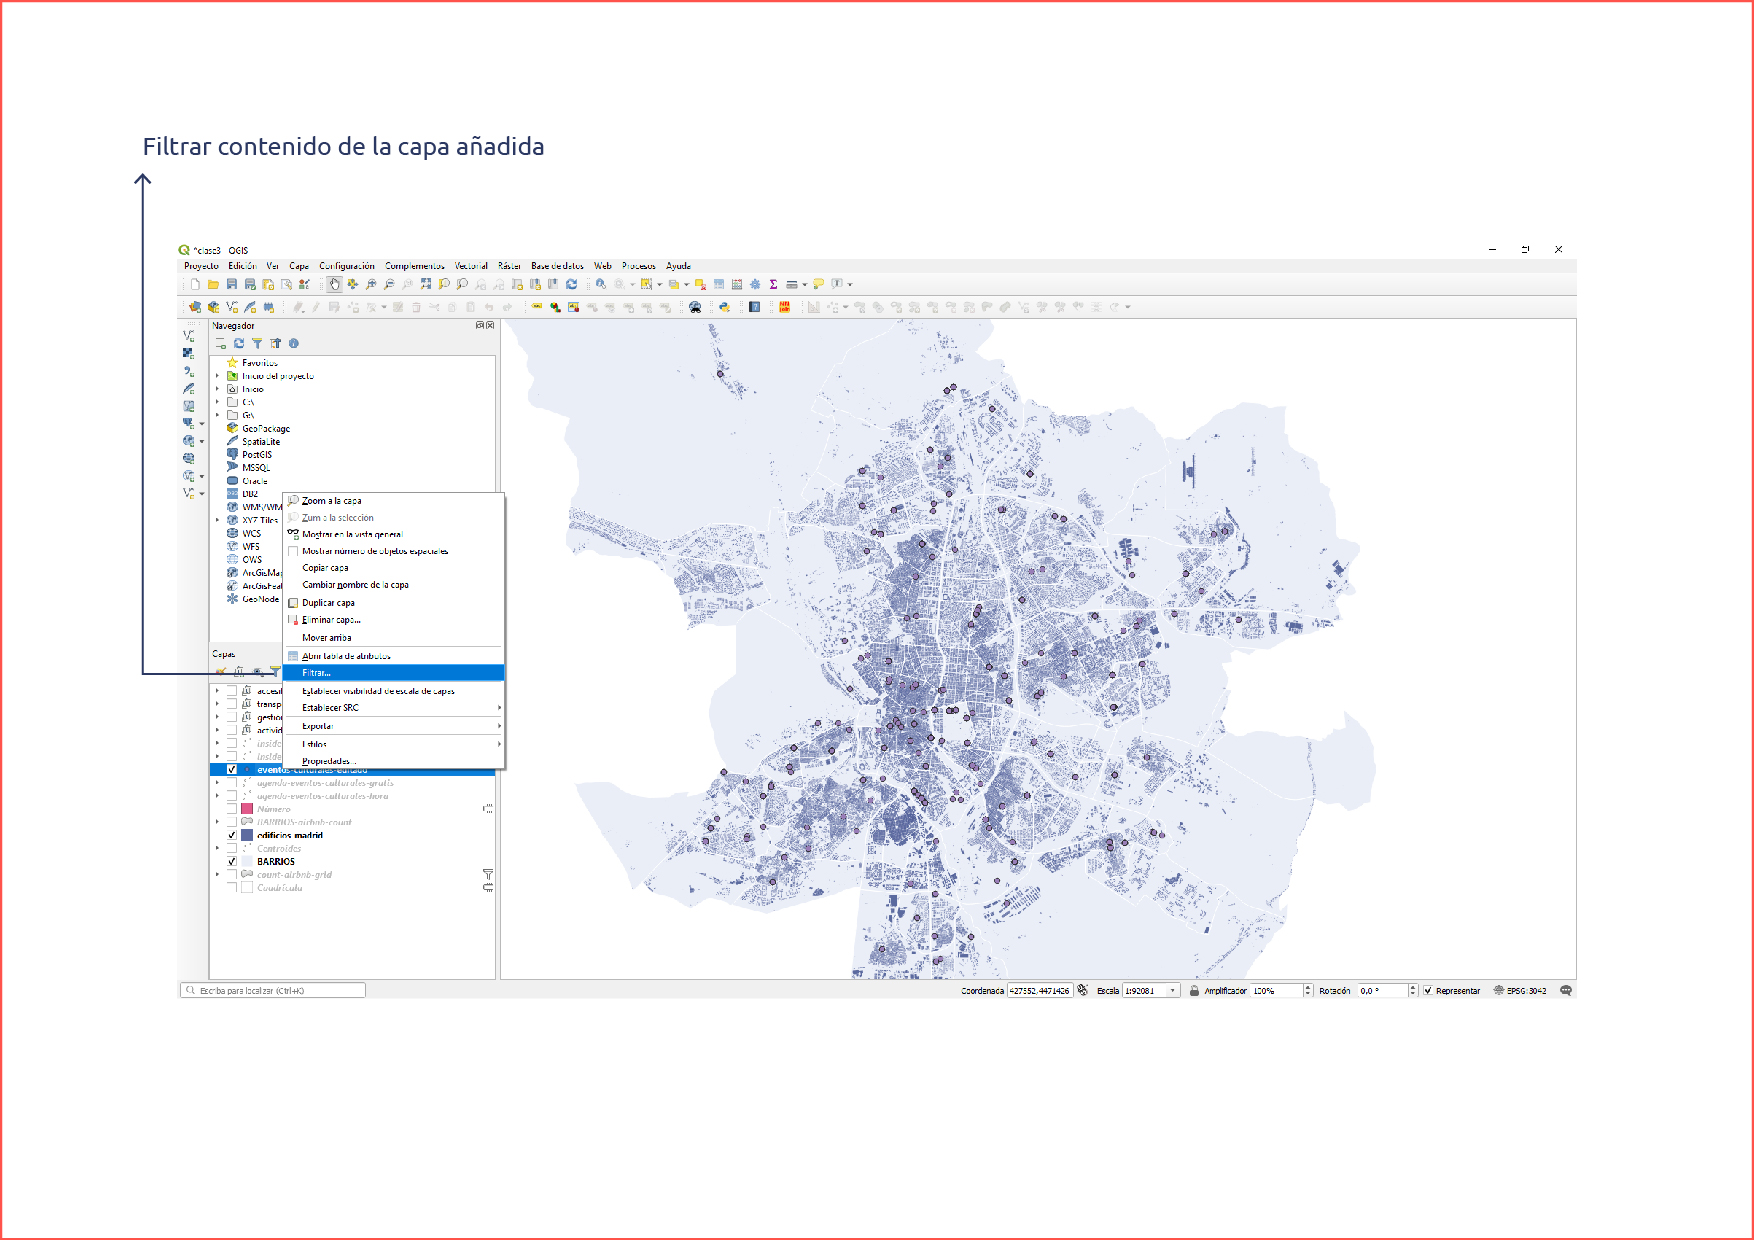 Filtrar contenido de la capa añadida
*clase3 - QGIS
Proyecto Edición Ver Capa Configuración Complementos Vectorial Ráster Base de datos Web Procesos Ayuda
Navegador
Favoritos
Inicio del proyecto
Inicio
C:\
G:\
GeoPackage
SpatiaLite
PostGIS
MSSQL
Oracle
DB2
WMS/WM
XYZ Tiles
WCS
WFS
OWS
ArcGisMap
ArcGisFeat
GeoNode
Zoom a la capa
Zum a la selección
Mostrar en la vista general
Mostrar número de objetos espaciales
Copiar capa
Cambiar nombre de la capa
Duplicar capa
Eliminar capa...
Mover arriba
Abrir tabla de atributos
Filtrar...
Establecer visibilidad de escala de capas
Establecer SRC
Exportar
Estilos
Propiedades...
Capas
accesi
transp
gestion
activid
inside
inside
eventos-culturales-editado
agenda-eventos-culturales-gratis
agenda-eventos-culturales-hora
Número
BARRIOS-airbnb-count
edificios_madrid
Centroides
BARRIOS
count-airbnb-grid
Cuadrícula
Escriba para localizar (Ctrl+K)
Coordenada 427552,4471426 Escala 1:92081 Amplificador 100% Rotación 0,0 ° Representar EPSG:3042